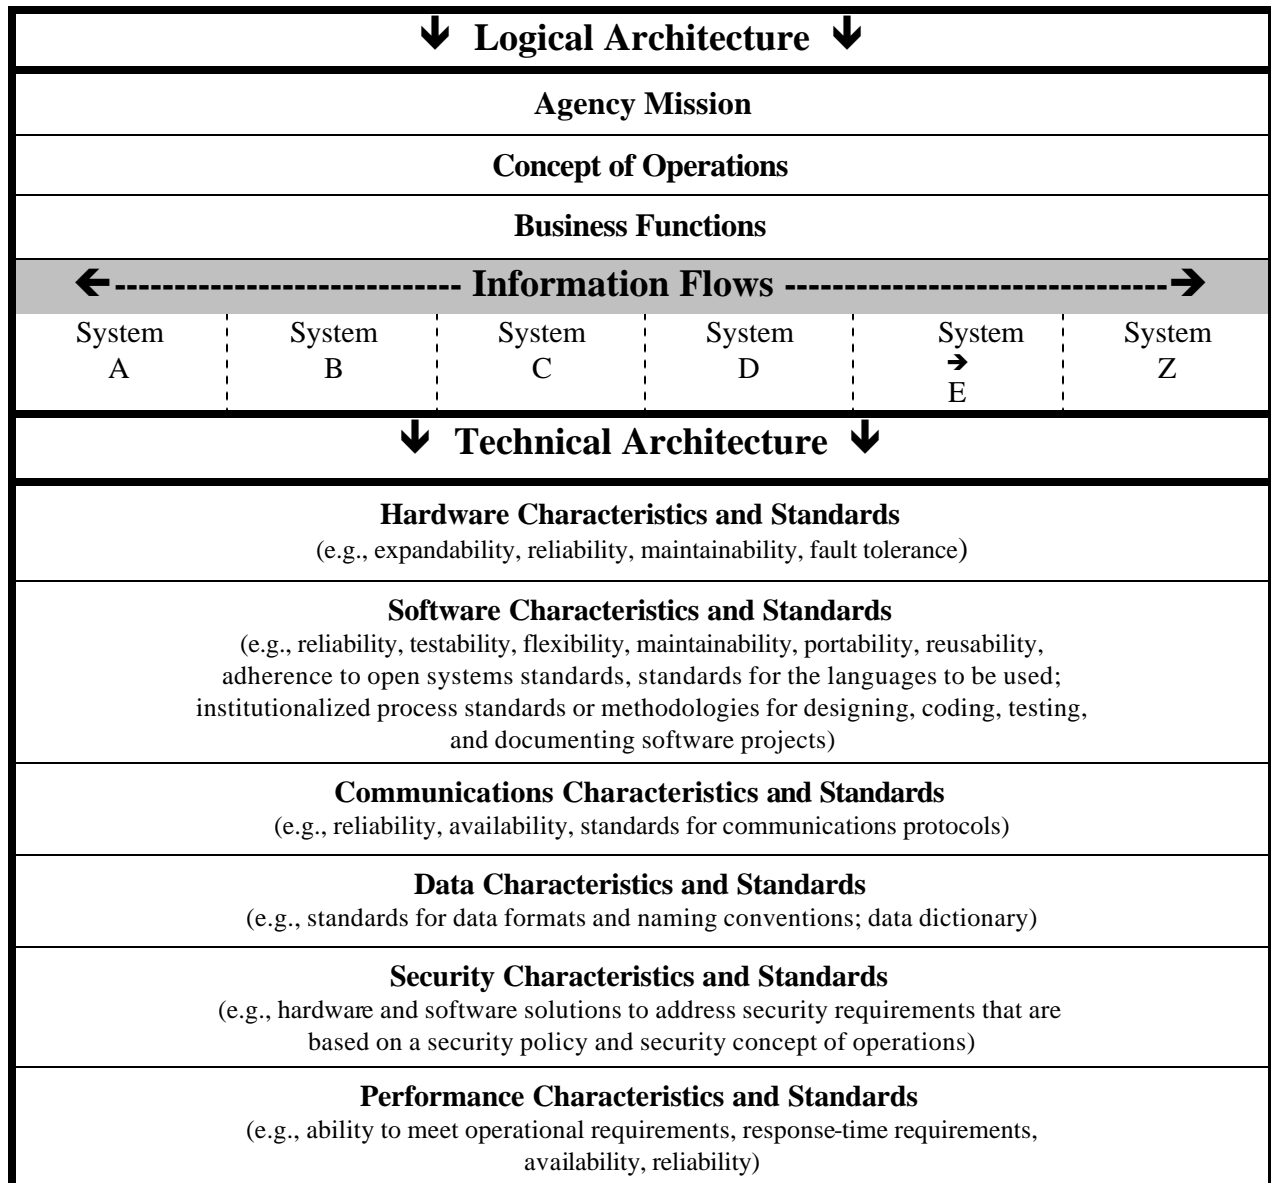 🡻 Logical Architecture 🡻
Agency Mission
Concept of Operations
Business Functions
🡸----------------------------- Information Flows --------------------------------🡺
System System System System System System
A B C D ➔ Z
E
🡻 Technical Architecture 🡻
Hardware Characteristics and Standards
(e.g., expandability, reliability, maintainability, fault tolerance)
Software Characteristics and Standards
(e.g., reliability, testability, flexibility, maintainability, portability, reusability,
adherence to open systems standards, standards for the languages to be used;
institutionalized process standards or methodologies for designing, coding, testing,
and documenting software projects)
Communications Characteristics and Standards
(e.g., reliability, availability, standards for communications protocols)
Data Characteristics and Standards
(e.g., standards for data formats and naming conventions; data dictionary)
Security Characteristics and Standards
(e.g., hardware and software solutions to address security requirements that are
based on a security policy and security concept of operations)
Performance Characteristics and Standards
(e.g., ability to meet operational requirements, response-time requirements,
availability, reliability)